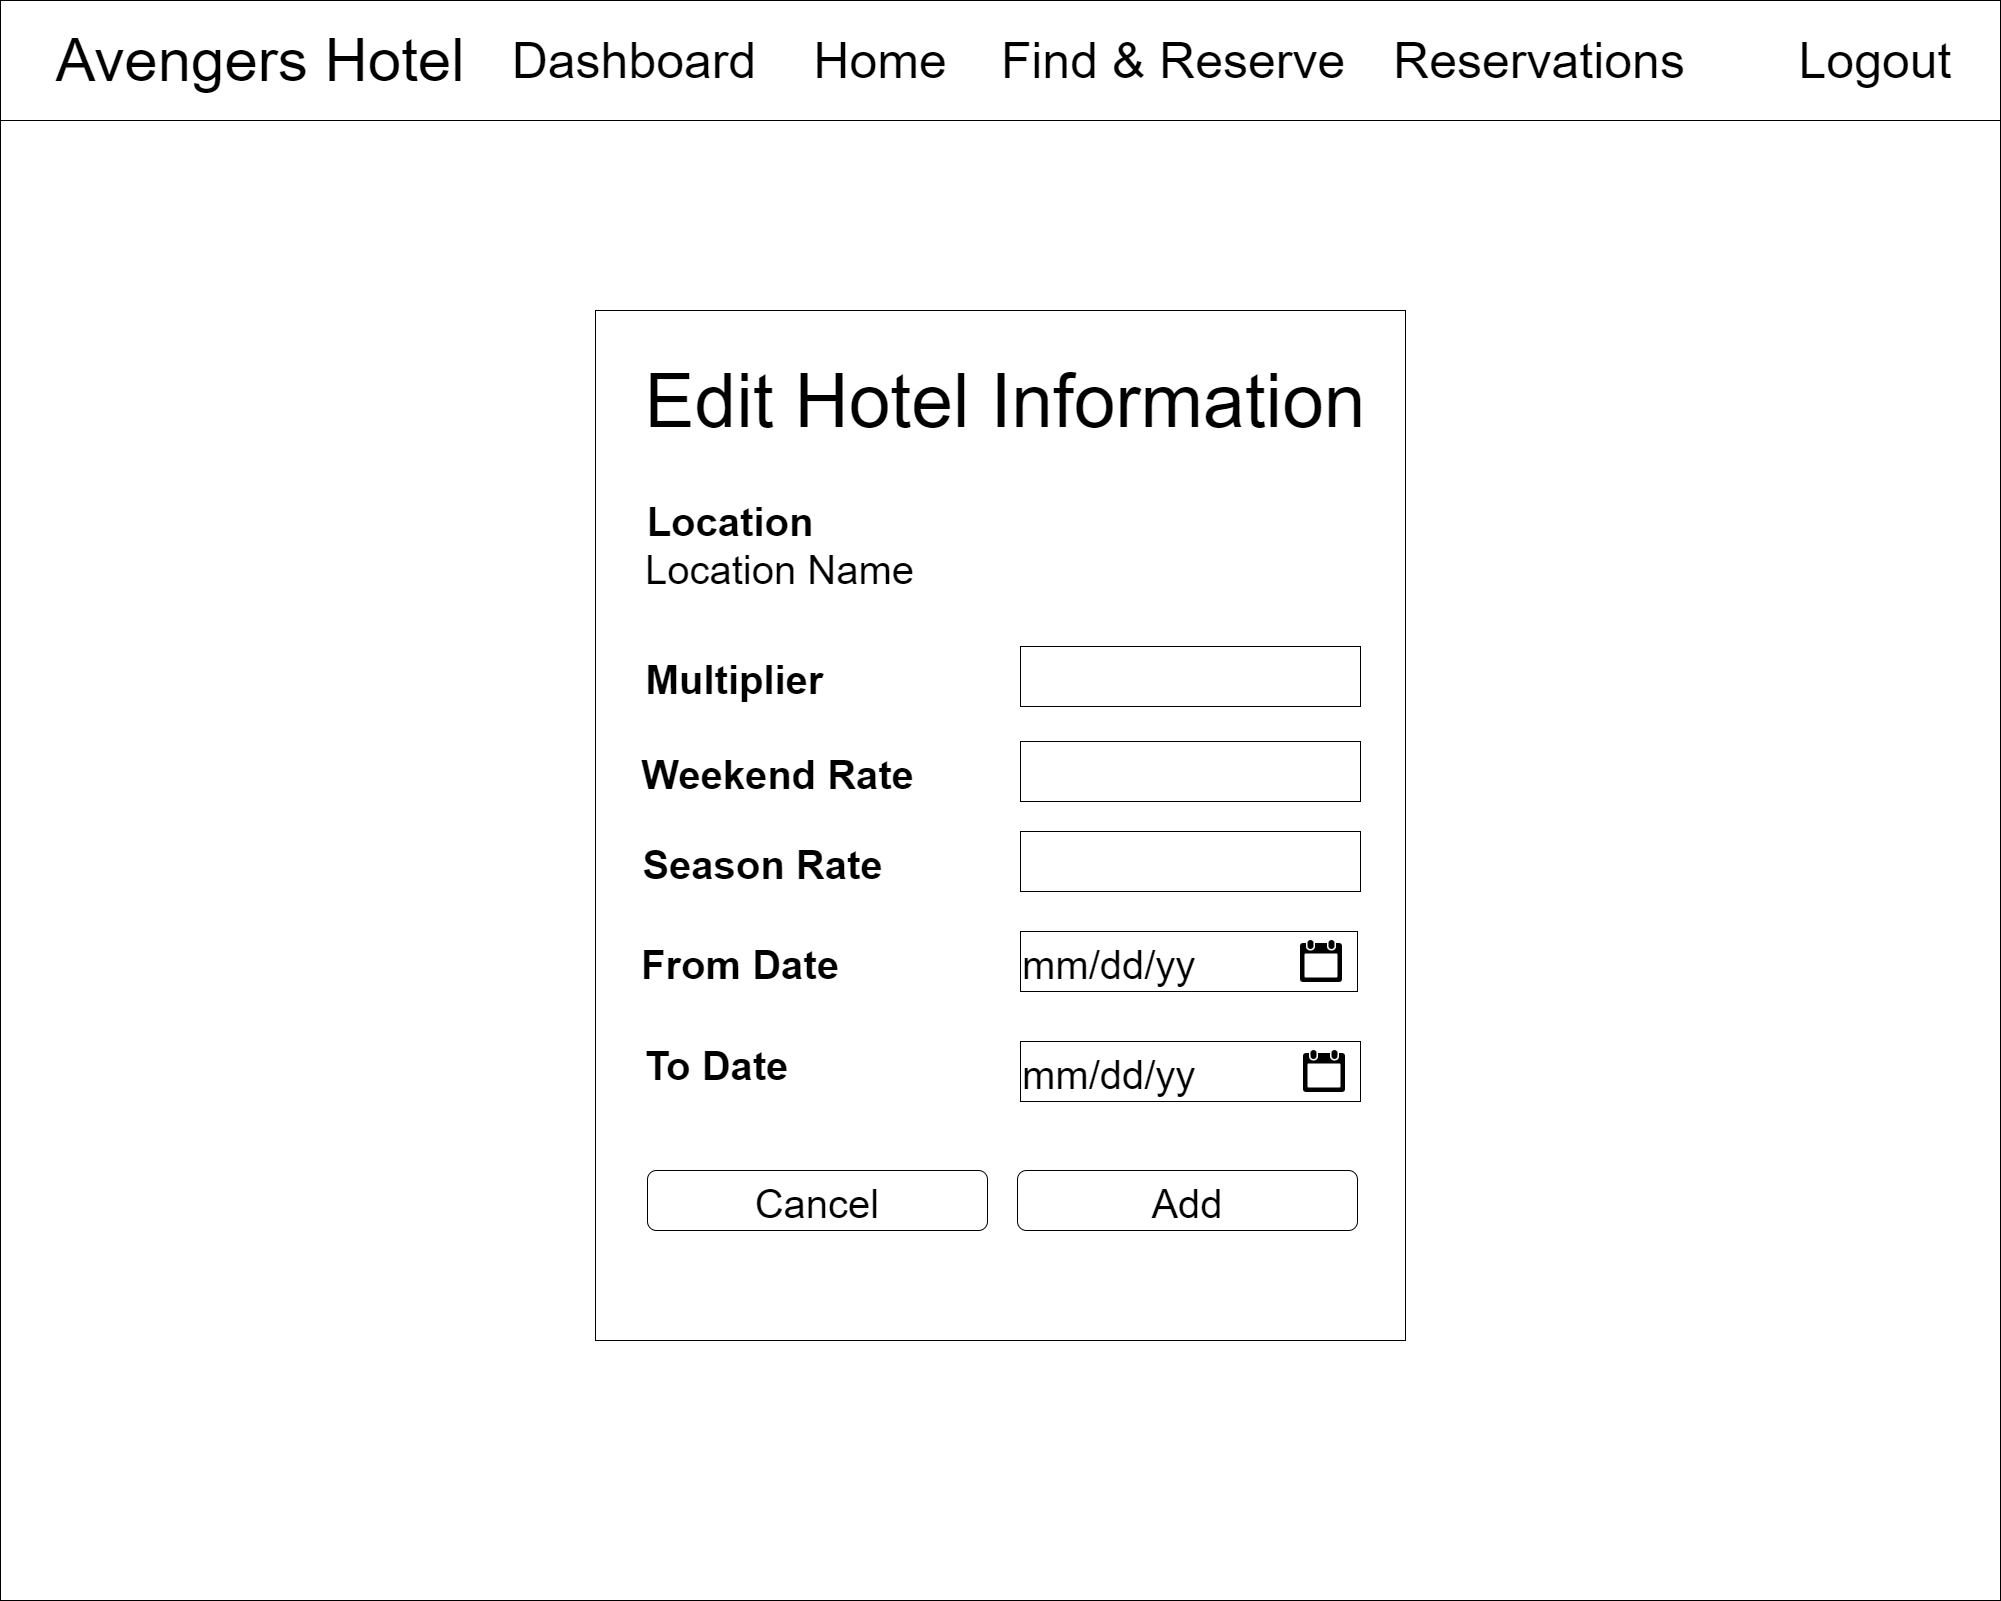 Avengers Hotel Dashboard Home Find & Reserve Reservations Logout
Edit Hotel Information
Location
Location Name
Multiplier
Weekend Rate
Season Rate
From Date mm/dd/yy
To Date mm/dd/yy
Cancel Add